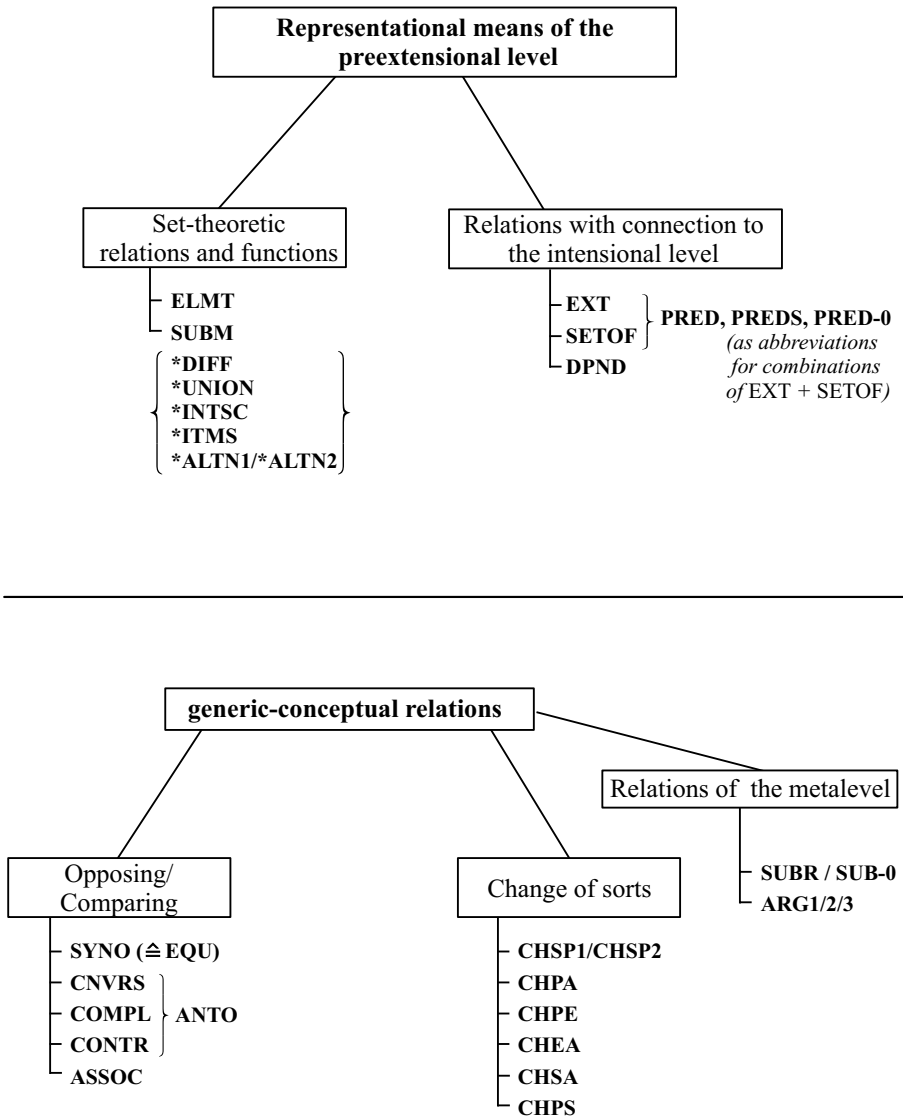 Representational means of the
preextensional level
Set-theoretic
relations and functions
ELMT
SUBM
*DIFF
*UNION
*INTSC
*ITMS
*ALTN1/*ALTN2
Relations with connection to
the intensional level
EXT
SETOF
DPND
PRED, PREDS, PRED-0
(as abbreviations
for combinations
of EXT + SETOF)
generic-conceptual relations
Relations of the metalevel
SUBR / SUB-0
ARG1/2/3
Opposing/
Comparing
SYNO (≙ EQU)
CNVRS
COMPL
CONTR
ANTO
ASSOC
Change of sorts
CHSP1/CHSP2
CHPA
CHPE
CHEA
CHSA
CHPS